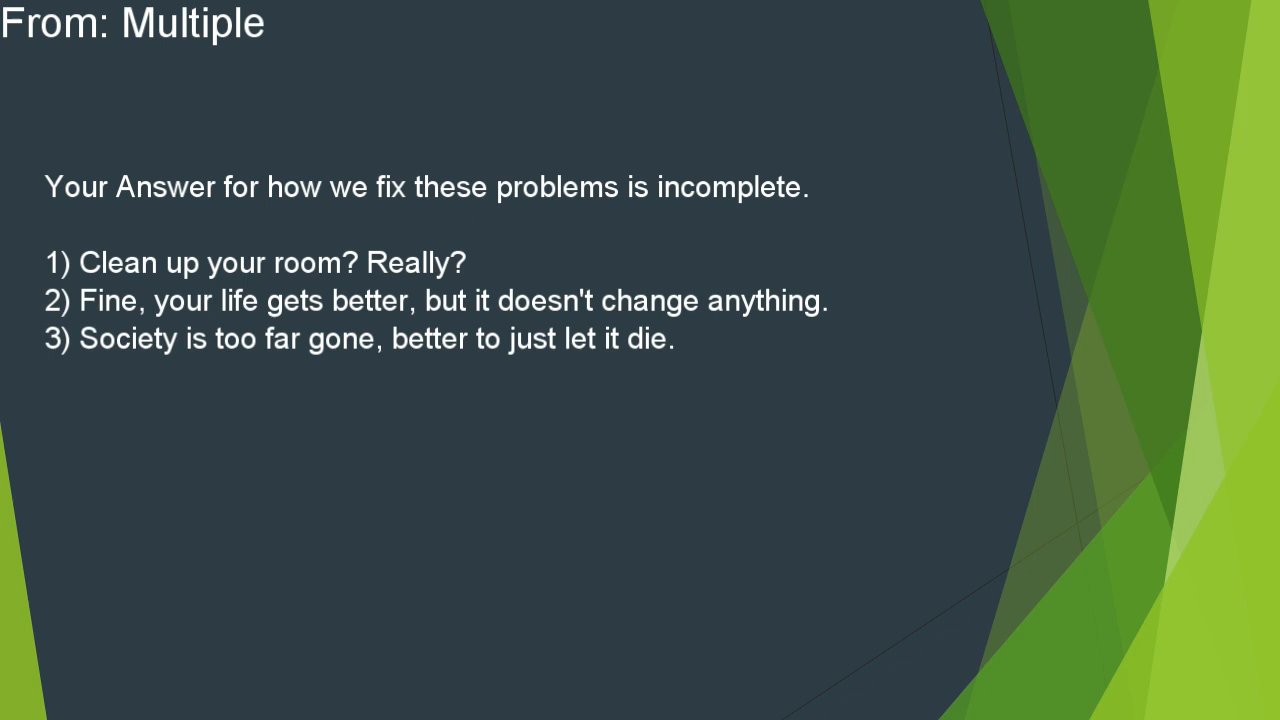 From: Multiple
Your Answer for how we fix these problems is incomplete.
1) Clean up your room? Really?
2) Fine, your life gets better, but it doesn't change anything.
3) Society is too far gone, better to just let it die.